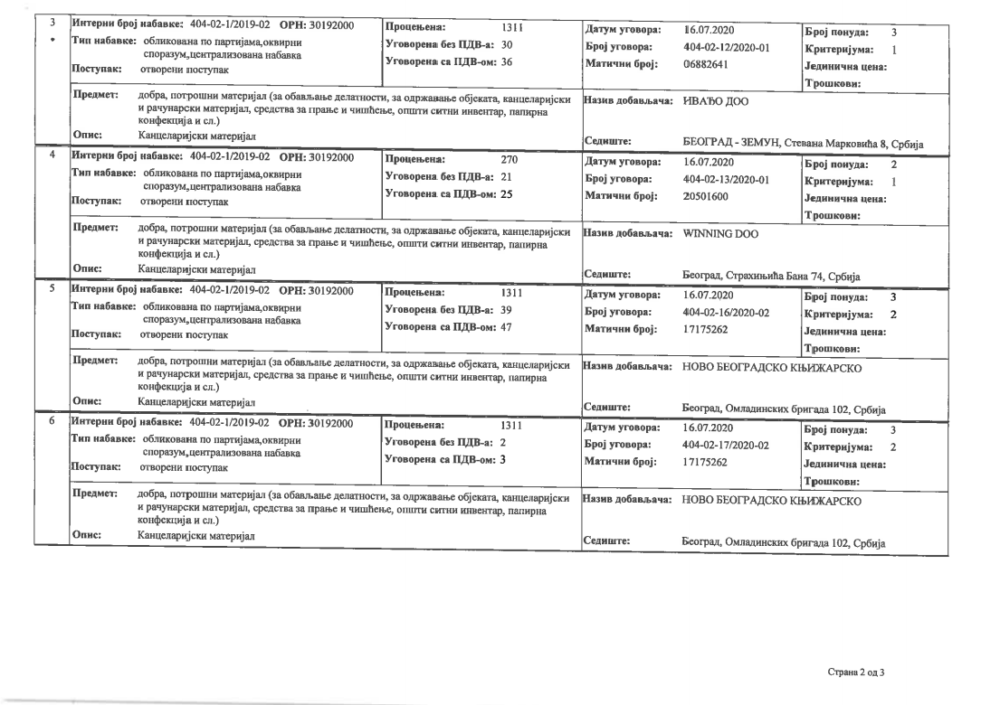 3 Интерни број набавке: 404-02-1/2019-02 ОРН: 30192000 Процењена: 1311 Датум уговора: 16.07.2020 Број понуда: 3
Тип набавке: обликована по партијама,оквирни Уговорена без ПДВ-а: 30 Број уговора: 404-02-12/2020-01 Критеријума: 1
споразум,,централизована набавка Уговорена са ПДВ-ом: 36 Матични број: 06882641 Јединична цена:
Поступак: отворени поступак Трошкови:
Предмет: добра, потрошни материјал (за обављање делатности, за одржавање објеката, канцеларијски Назив добављача: ИВАЂО ДОО
и рачунарски материјал, средства за прање и чишћење, општи ситни инвентар, папирна
конфекција и сл.)
Опис: Канцеларијски материјал Седиште: БЕОГРАД - ЗЕМУН, Стевана Марковића 8, Србија
4 Интерни број набавке: 404-02-1/2019-02 ОРН: 30192000 Процењена: 270 Датум уговора: 16.07.2020 Број понуда: 2
Тип набавке: обликована по партијама,оквирни Уговорена без ПДВ-а: 21 Број уговора: 404-02-13/2020-01 Критеријума: 1
споразум,,централизована набавка Уговорена са ПДВ-ом: 25 Матични број: 20501600 Јединична цена:
Поступак: отворени поступак Трошкови:
Предмет: добра, потрошни материјал (за обављање делатности, за одржавање објеката, канцеларијски Назив добављача: WINNING DOO
и рачунарски материјал, средства за прање и чишћење, општи ситни инвентар, папирна
конфекција и сл.)
Опис: Канцеларијски материјал Седиште: Београд, Страхињића Бана 74, Србија
5 Интерни број набавке: 404-02-1/2019-02 ОРН: 30192000 Процењена: 1311 Датум уговора: 16.07.2020 Број понуда: 3
Тип набавке: обликована по партијама,оквирни Уговорена без ПДВ-а: 39 Број уговора: 404-02-16/2020-02 Критеријума: 2
споразум,,централизована набавка Уговорена са ПДВ-ом: 47 Матични број: 17175262 Јединична цена:
Поступак: отворени поступак Трошкови:
Предмет: добра, потрошни материјал (за обављање делатности, за одржавање објеката, канцеларијски Назив добављача: НОВО БЕОГРАДСКО КЊИЖАРСКО
и рачунарски материјал, средства за прање и чишћење, општи ситни инвентар, папирна
конфекција и сл.)
Опис: Канцеларијски материјал Седиште: Београд, Омладинских бригада 102, Србија
6 Интерни број набавке: 404-02-1/2019-02 ОРН: 30192000 Процењена: 1311 Датум уговора: 16.07.2020 Број понуда: 3
Тип набавке: обликована по партијама,оквирни Уговорена без ПДВ-а: 2 Број уговора: 404-02-17/2020-02 Критеријума: 2
споразум,,централизована набавка Уговорена са ПДВ-ом: 3 Матични број: 17175262 Јединична цена:
Поступак: отворени поступак Трошкови:
Предмет: добра, потрошни материјал (за обављање делатности, за одржавање објеката, канцеларијски Назив добављача: НОВО БЕОГРАДСКО КЊИЖАРСКО
и рачунарски материјал, средства за прање и чишћење, општи ситни инвентар, папирна
конфекција и сл.)
Опис: Канцеларијски материјал Седиште: Београд, Омладинских бригада 102, Србија
Страна 2 од 3